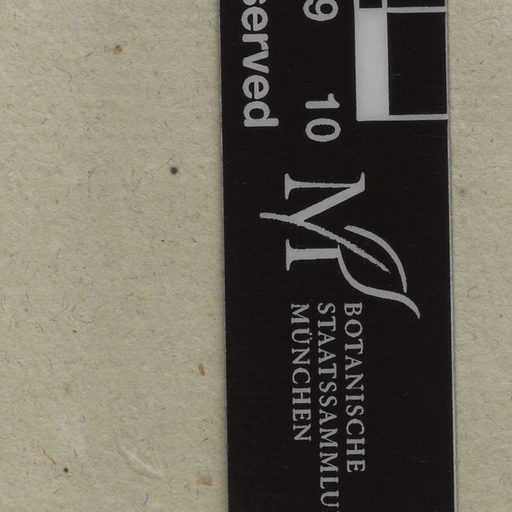 9 10
served
BOTANISCHE
STAATSSAMMLU
MÜNCHEN